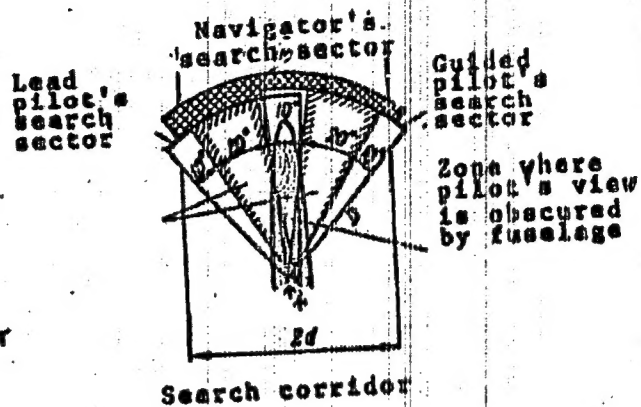 Navigator's
search sector
Lead
pilot's
search
sector
Guided
pilot's
search
sector
Zone where
pilot's view
is obscured
by fuselage
10°
2d
Search corridor